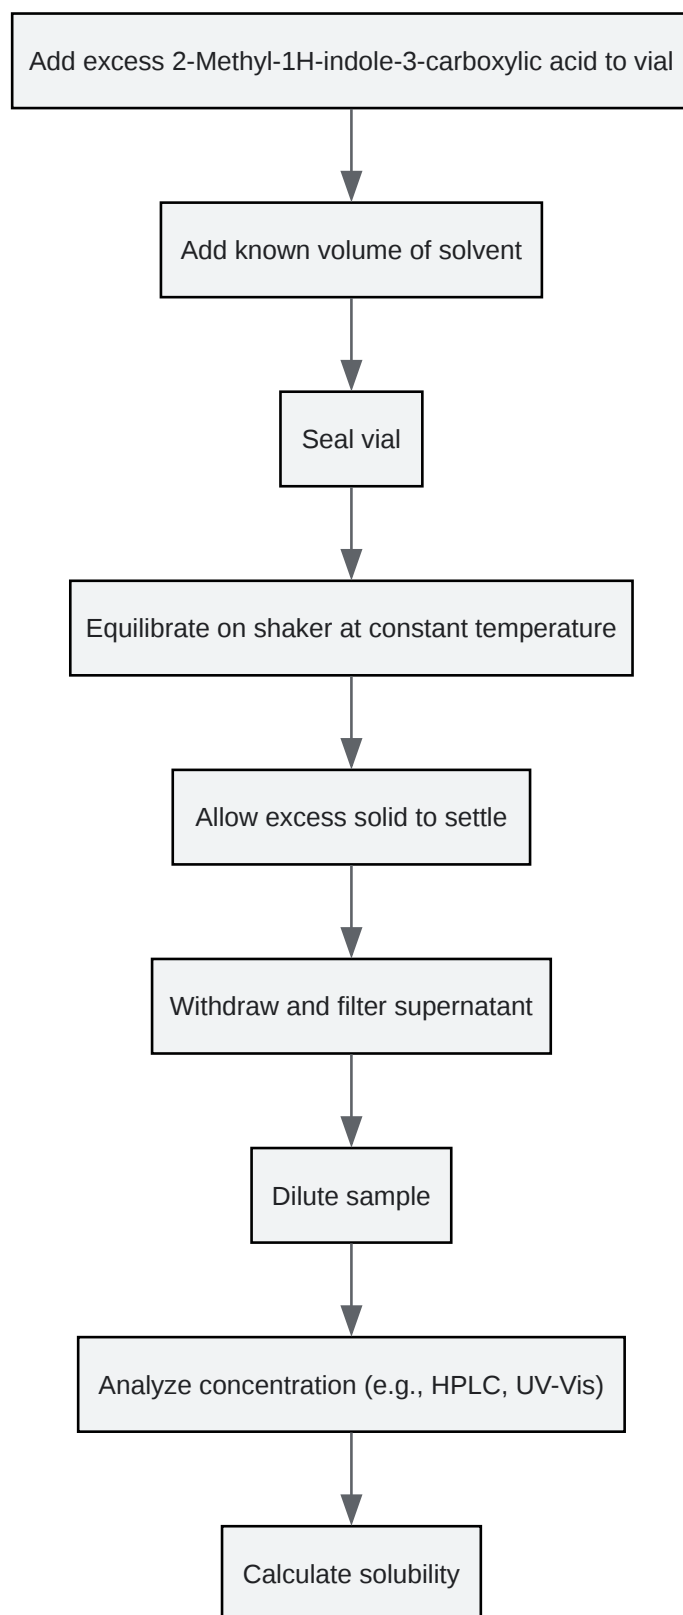 Add excess 2-Methyl-1H-indole-3-carboxylic acid to vial
Add known volume of solvent
Seal vial
Equilibrate on shaker at constant temperature
Allow excess solid to settle
Withdraw and filter supernatant
Dilute sample
Analyze concentration (e.g., HPLC, UV-Vis)
Calculate solubility